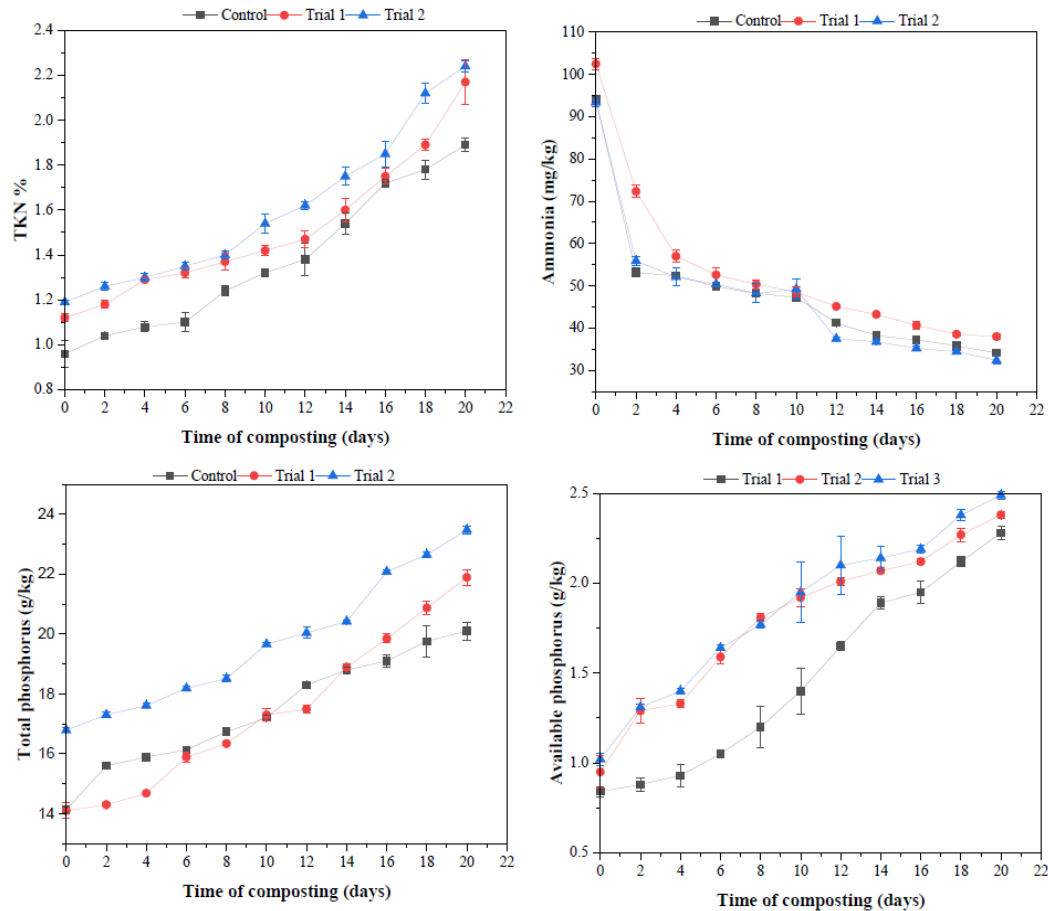 Control Trial 1 Trial 2
2.4
2.2
2.0
1.8
1.6
1.4
1.2
1.0
0.8
TKN %
0 2 4 6 8 10 12 14 16 18 20 22
Time of composting (days)
Control Trial 1 Trial 2
110
100
90
80
70
60
50
40
30
Ammonia (mg/kg)
0 2 4 6 8 10 12 14 16 18 20 22
Time of composting (days)
Control Trial 1 Trial 2
24
22
20
18
16
14
Total phosphorus (g/kg)
0 2 4 6 8 10 12 14 16 18 20 22
Time of composting (days)
Trial 1 Trial 2 Trial 3
2.5
2.0
1.5
1.0
0.5
Available phosphorus (g/kg)
0 2 4 6 8 10 12 14 16 18 20 22
Time of composting (days)